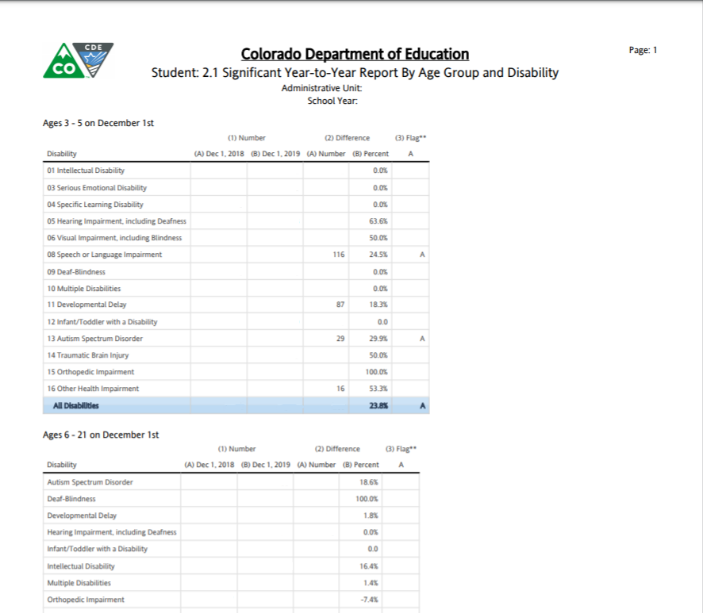 CDE
CO
Colorado Department of Education
Page: 1
Student: 2.1 Significant Year-to-Year Report By Age Group and Disability
Administrative Unit:
School Year:
Ages 3 - 5 on December 1st
(1) Number (2) Difference (3) Flag**
Disability (A) Dec 1, 2018 (B) Dec 1, 2019 (A) Number (B) Percent A
01 Intellectual Disability 0.0%
03 Serious Emotional Disability 0.0%
04 Specific Learning Disability 0.0%
05 Hearing Impairment, including Deafness 63.6%
06 Visual Impairment, including Blindness 50.0%
08 Speech or Language Impairment 116 24.5% A
09 Deaf-Blindness 0.0%
10 Multiple Disabilities 0.0%
11 Developmental Delay 87 18.3%
12 Infant/Toddler with a Disability 0.0
13 Autism Spectrum Disorder 29 29.9% A
14 Traumatic Brain Injury 50.0%
15 Orthopedic Impairment 100.0%
16 Other Health Impairment 16 53.3%
All Disabilities 23.8% A
Ages 6 - 21 on December 1st
(1) Number (2) Difference (3) Flag**
Disability (A) Dec 1, 2018 (B) Dec 1, 2019 (A) Number (B) Percent A
Autism Spectrum Disorder 18.6%
Deaf-Blindness 100.0%
Developmental Delay 1.8%
Hearing Impairment, including Deafness 0.0%
Infant/Toddler with a Disability 0.0
Intellectual Disability 16.4%
Multiple Disabilities 1.4%
Orthopedic Impairment -7.4%